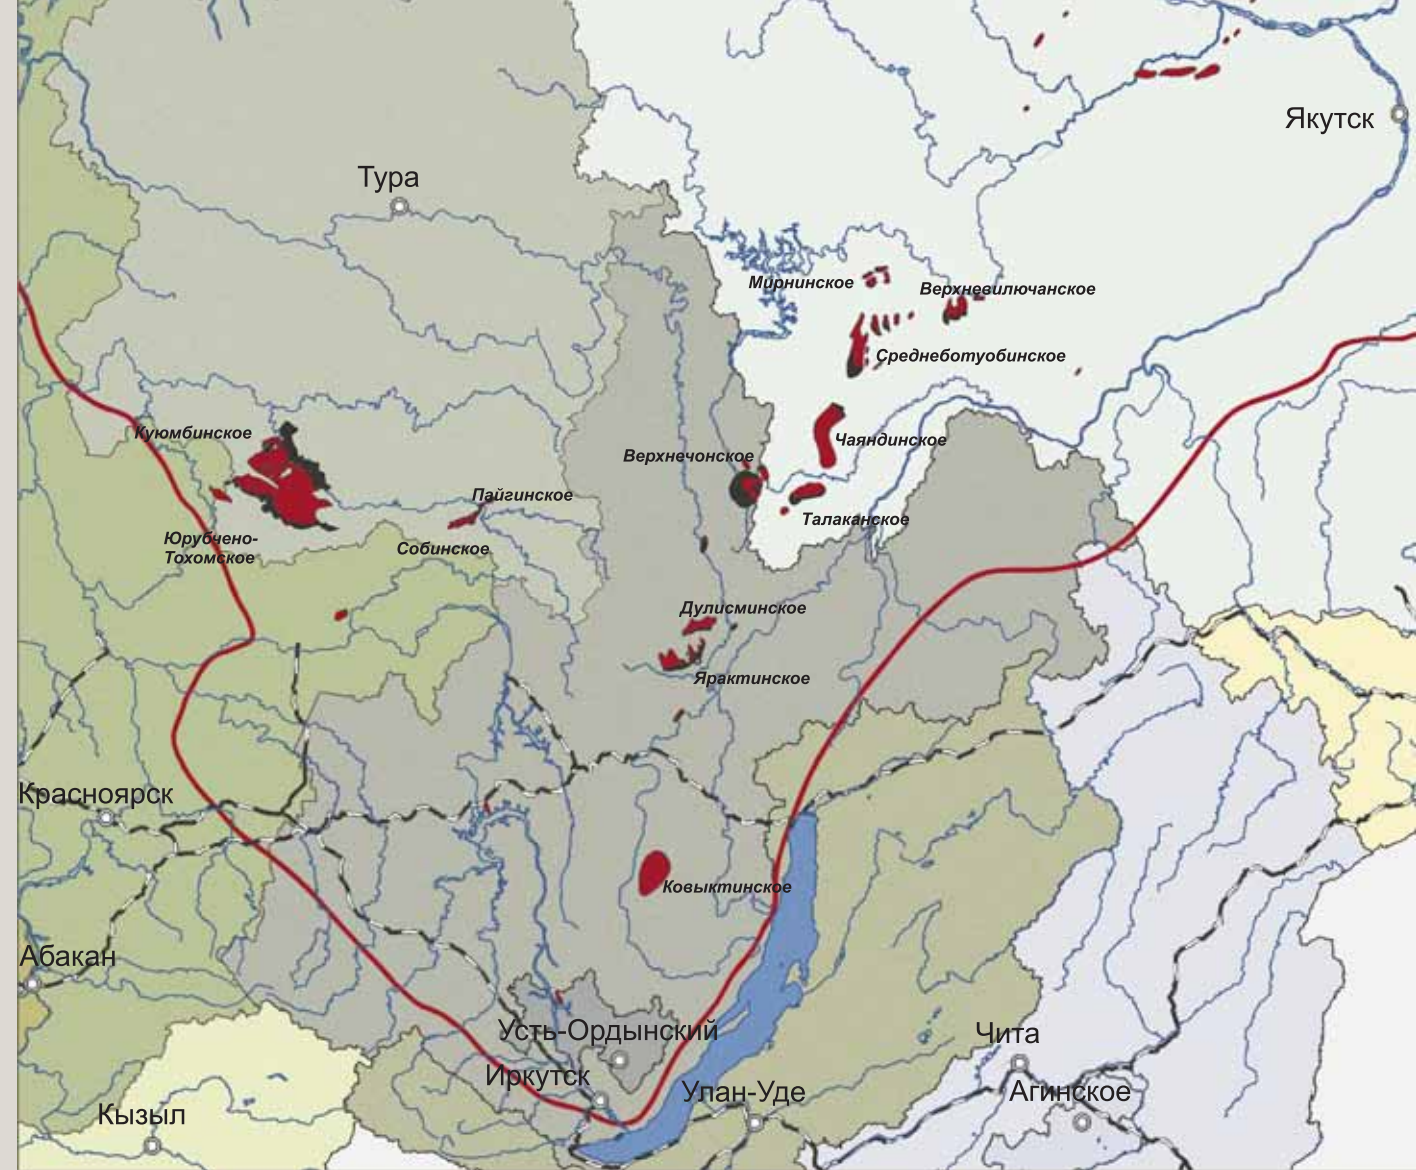 Якутск
Тура
Мирнинское
Верхневилючанское
Среднеботуобинское
Куюмбинское
Чаяндинское
Верхнечонское
Пайгинское
Талаканское
Юрубчено-
Тохомское
Собинское
Дулисминское
Ярактинское
Красноярск
Ковыктинское
Абакан
Усть-Ордынский
Чита
Иркутск
Улан-Уде
Агинское
Кызыл